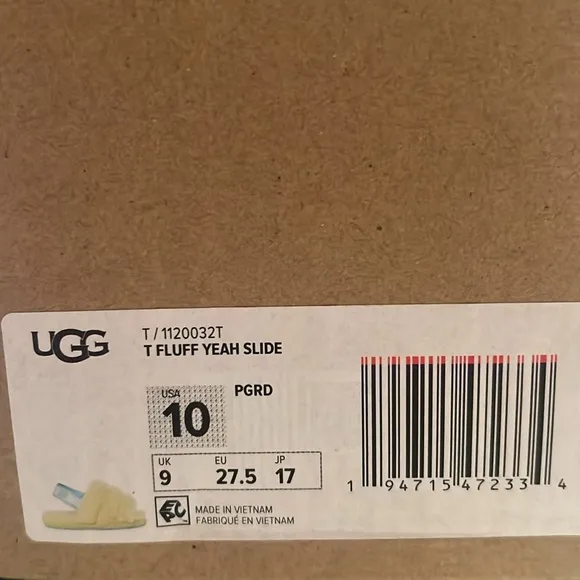 UGG
T / 1120032T
T FLUFF YEAH SLIDE
USA
10
PGRD
UK EU JP
9 27.5 17
MADE IN VIETNAM
FABRIQUÉ EN VIETNAM
1 94715 47233 4